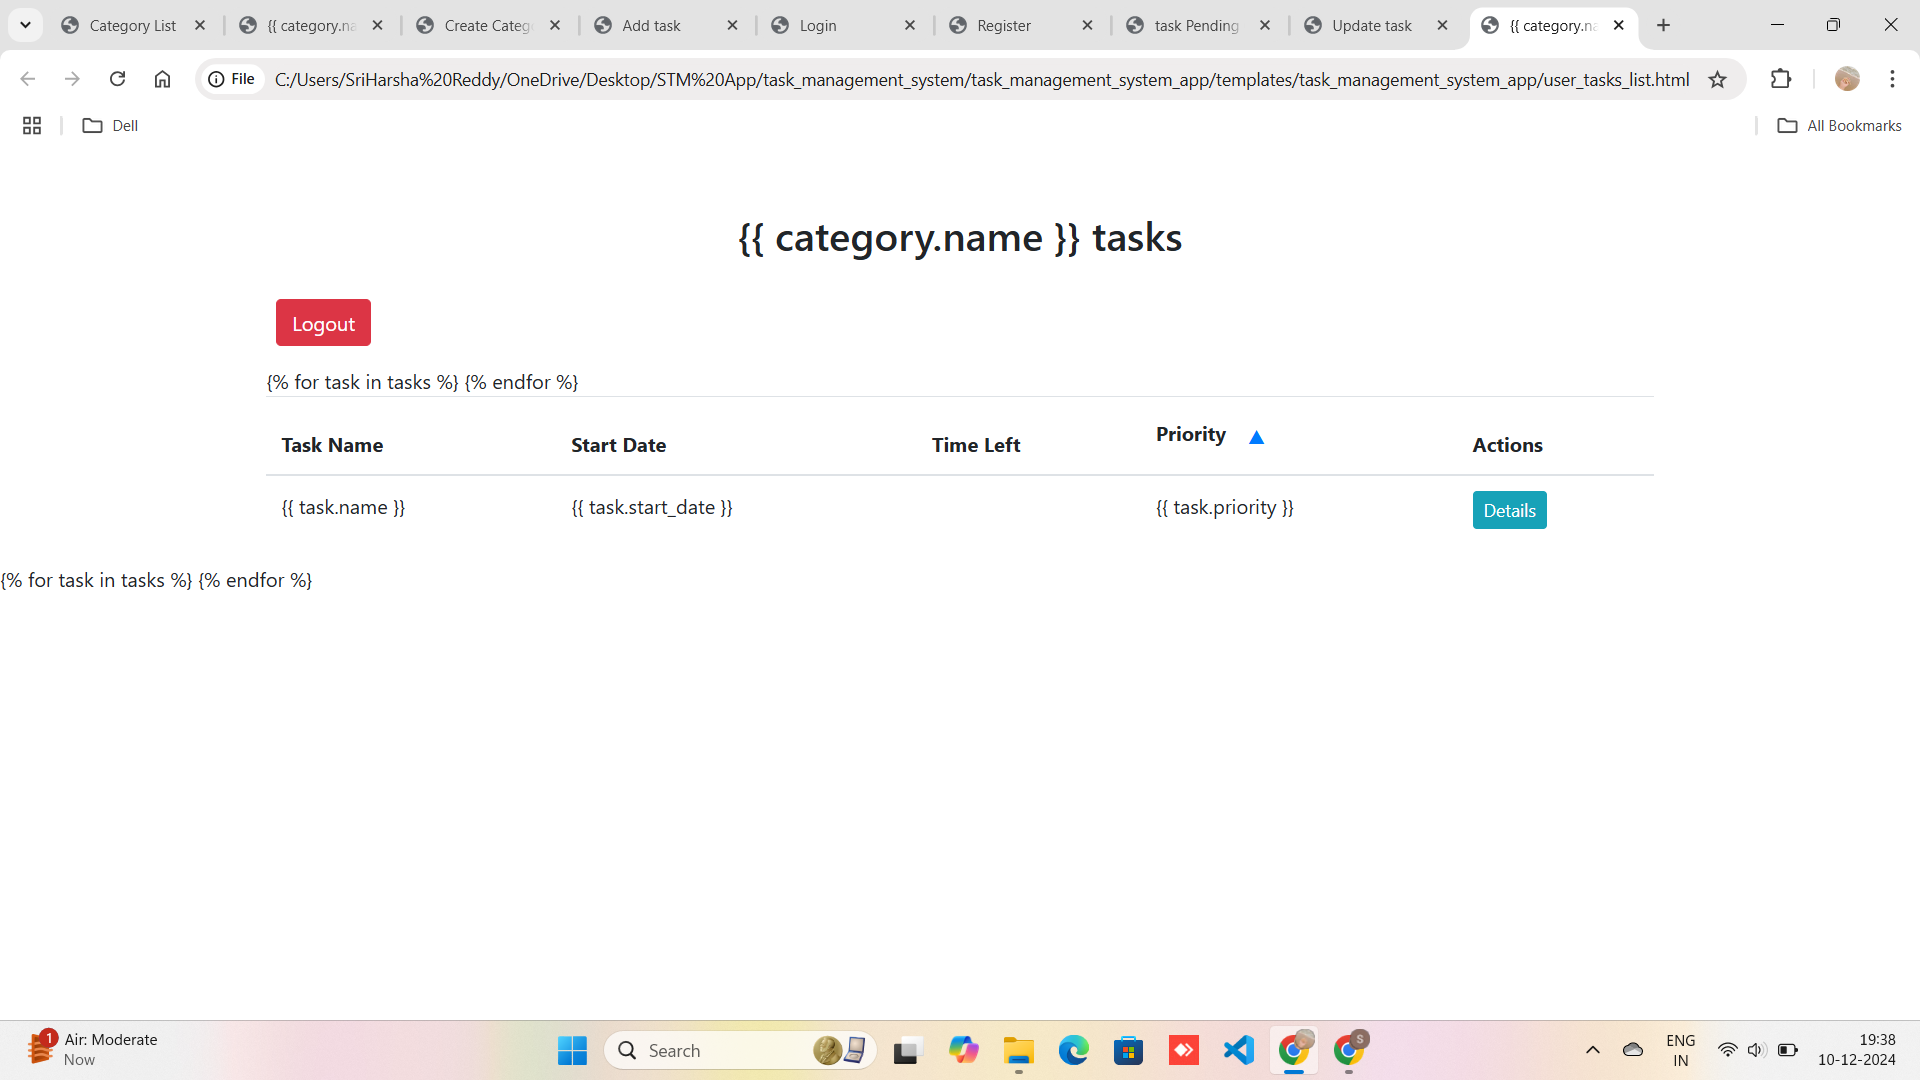 Category List
{{ category.na
Create Categ
Add task
Login
Register
task Pending
Update task
{{ category.na
File
C:/Users/SriHarsha%20Reddy/OneDrive/Desktop/STM%20App/task_management_system/task_management_system_app/templates/task_management_system_app/user_tasks_list.html
Dell
All Bookmarks
{{ category.name }} tasks
Logout
{% for task in tasks %} {% endfor %}
Task Name Start Date Time Left Priority ▲ Actions
{{ task.name }} {{ task.start_date }} {{ task.priority }} Details
{% for task in tasks %} {% endfor %}
1
Air: Moderate
Now
Search
S
ENG
IN
19:38
10-12-2024